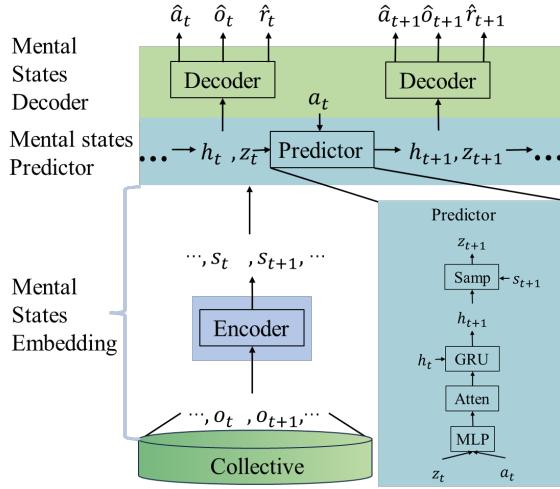 â_t ô_t r̂_t
â_{t+1} ô_{t+1} r̂_{t+1}
Mental
States
Decoder
Decoder
Decoder
a_t
Mental states
Predictor
••• h_t , z_t
Predictor
h_{t+1}, z_{t+1} •••
Predictor
z_{t+1}
Samp
s_{t+1}
h_{t+1}
h_t
GRU
Atten
MLP
z_t a_t
Mental
States
Embedding
⋯, s_t , s_{t+1}, ⋯
Encoder
⋯, o_t , o_{t+1}, ⋯
Collective